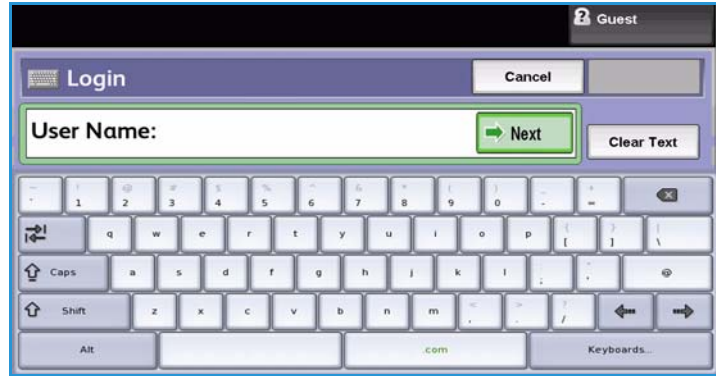 Guest
Login Cancel
User Name: Next Clear Text
~ ! @ # $ % ^ & * ( ) _ +
1 2 3 4 5 6 7 8 9 0 - =
q w e r t y u i o p [ { ] } \ |
Caps a s d f g h j k l ; : ' @
Shift z x c v b n m , < . > / ?
Alt .com Keyboards...